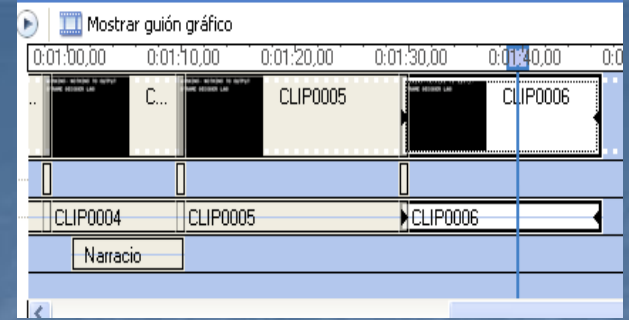 Mostrar guión gráfico
0:01:00,00 0:01:10,00 0:01:20,00 0:01:30,00 0:01:40,00 0:0
.. C... CLIP0005 CLIP0006
CLIP0004 CLIP0005 CLIP0006
Narracio